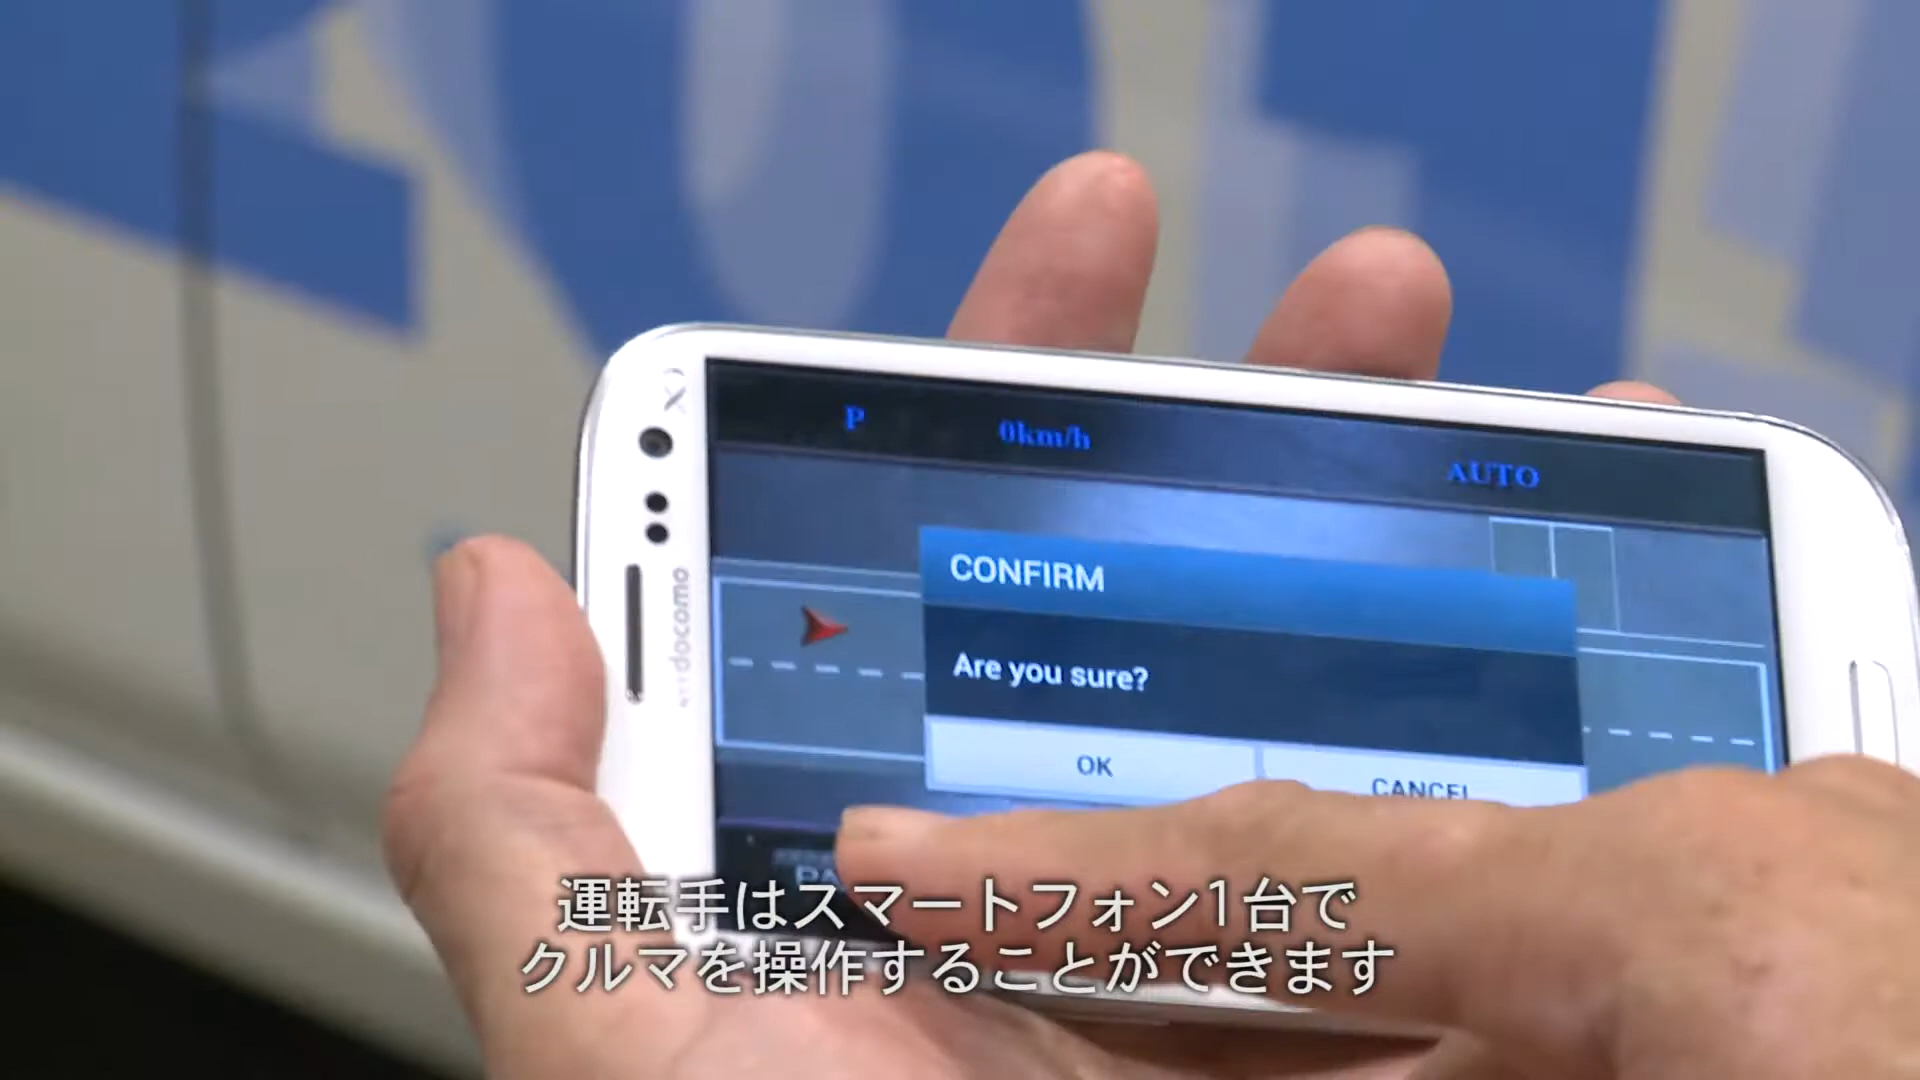 P 0km/h AUTO
CONFIRM
Are you sure?
OK CANCEL
docomo
運転手はスマートフォン1台で
クルマを操作することができます